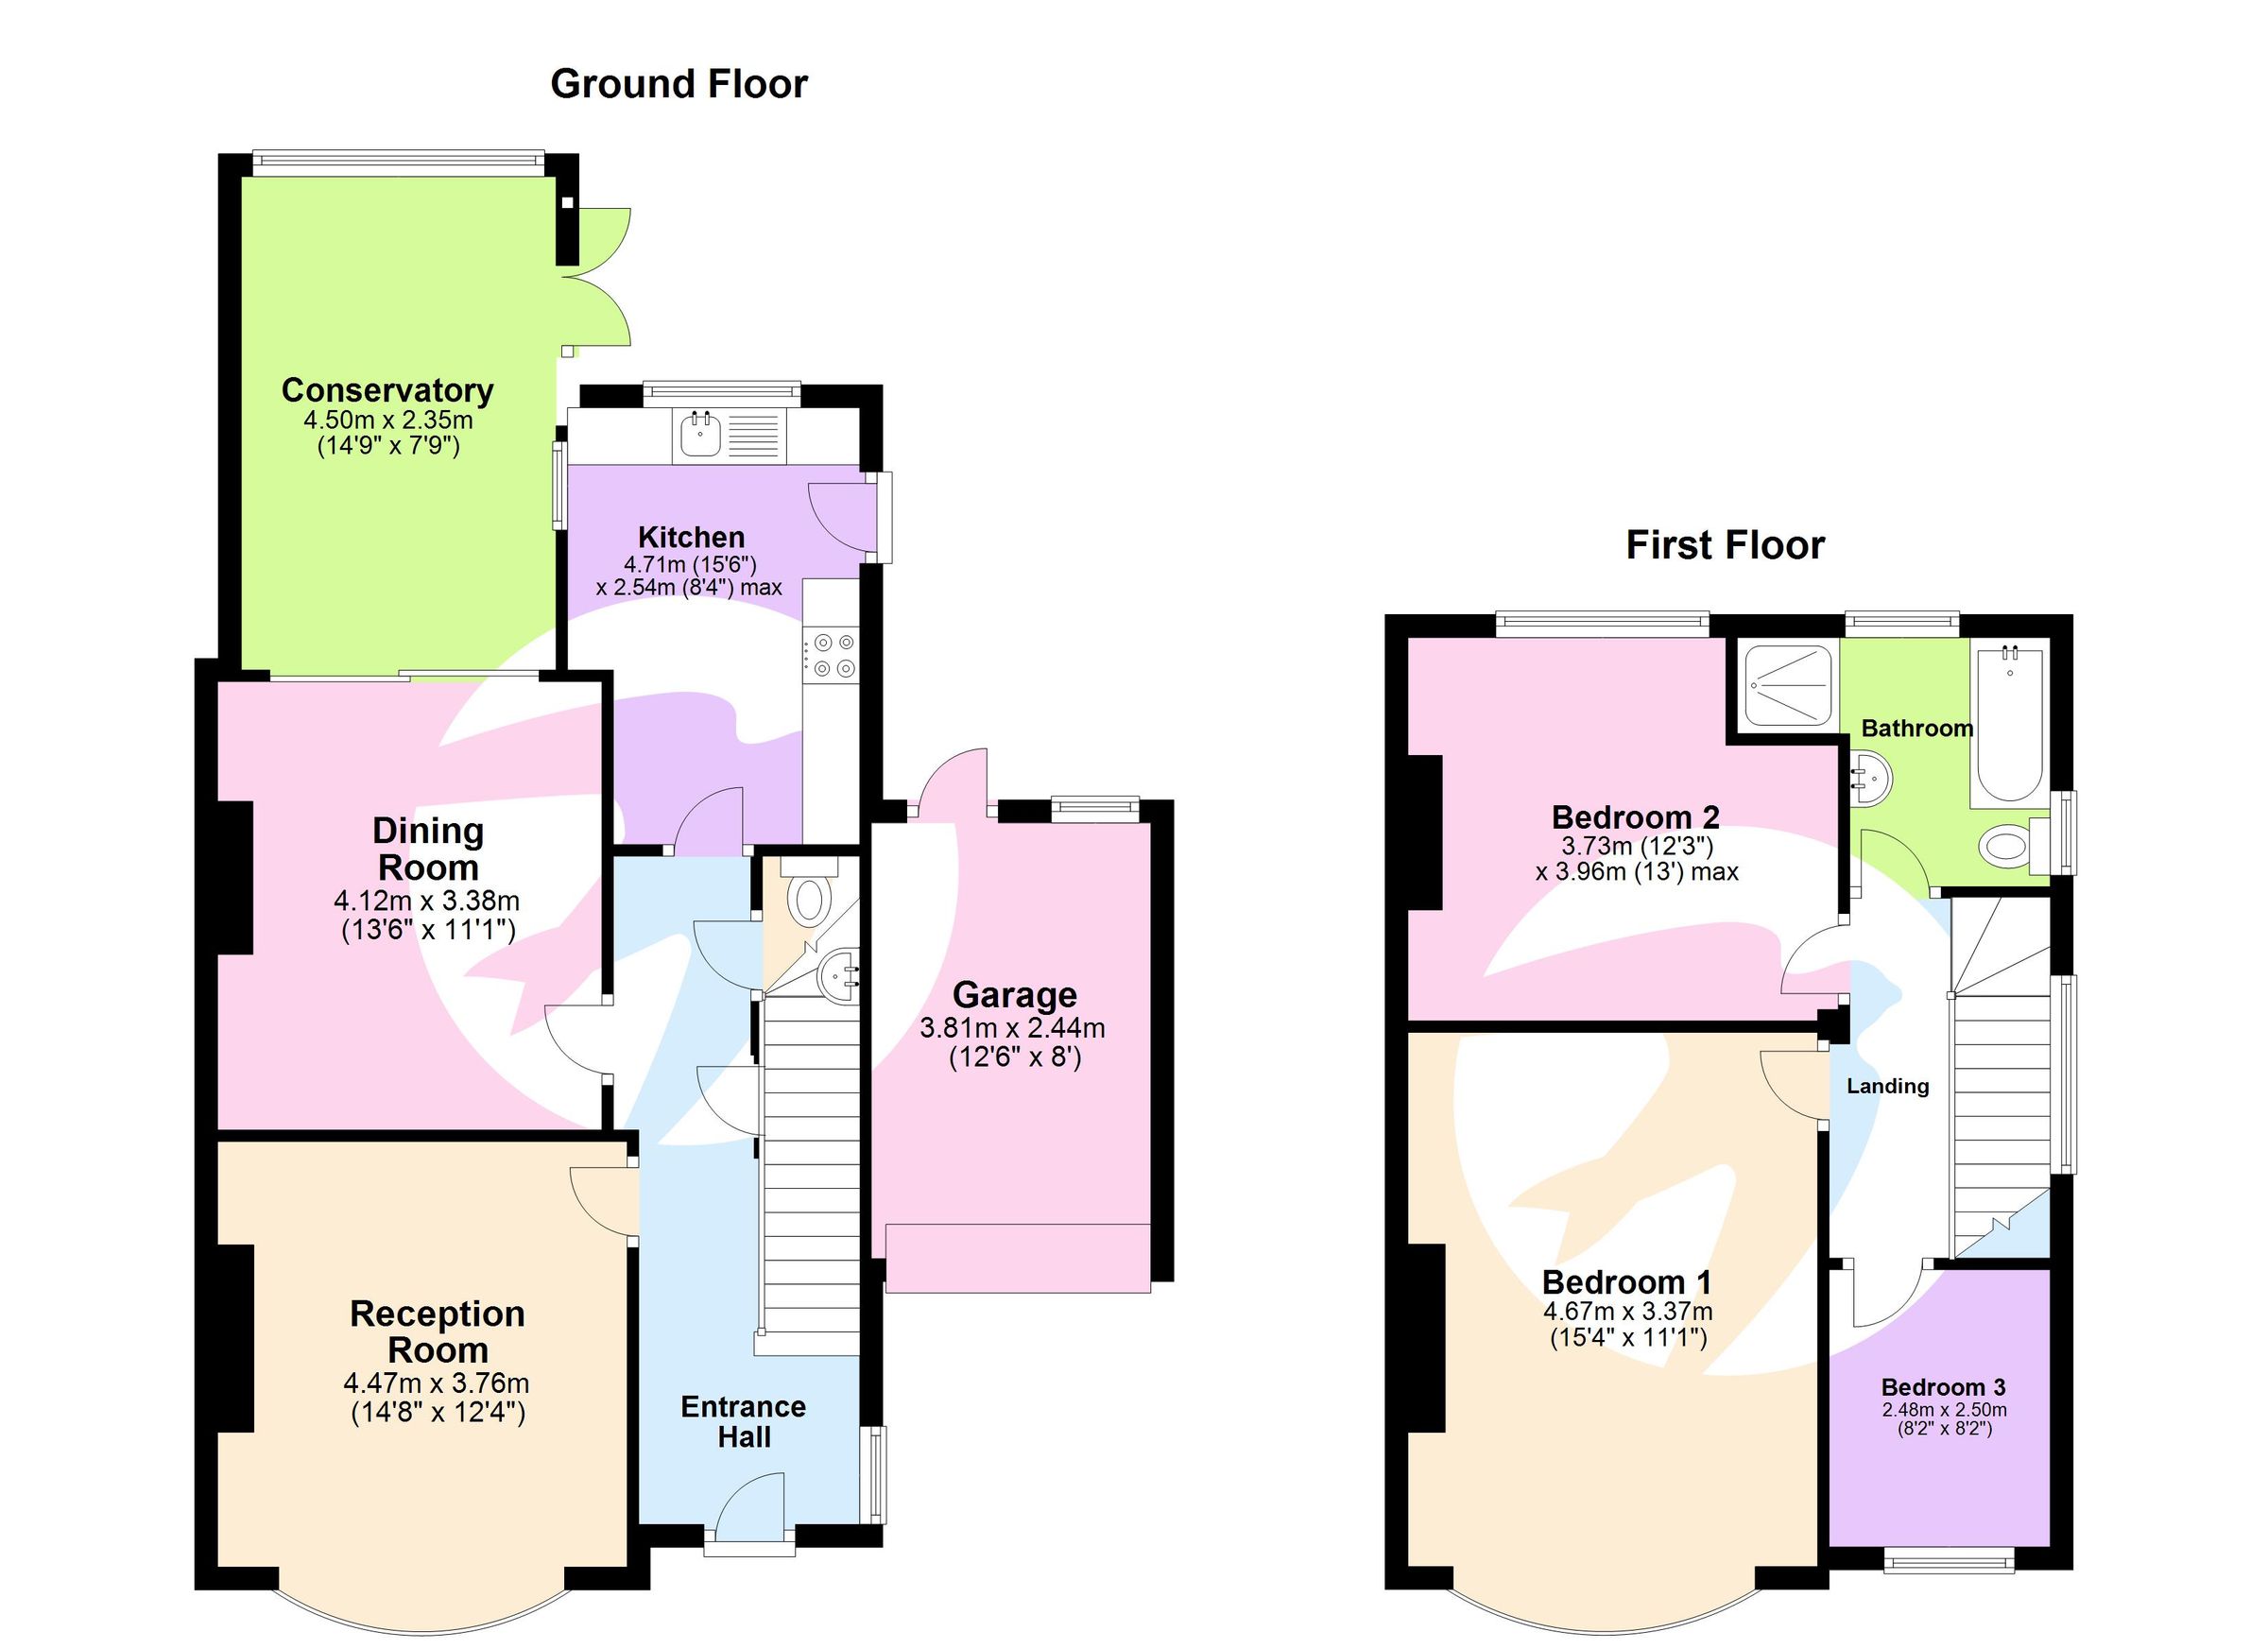 Ground Floor
Conservatory
4.50m x 2.35m
(14'9" x 7'9")
Kitchen
4.71m (15'6")
x 2.54m (8'4") max
Dining
Room
4.12m x 3.38m
(13'6" x 11'1")
Garage
3.81m x 2.44m
(12'6" x 8')
Reception
Room
4.47m x 3.76m
(14'8" x 12'4")
Entrance
Hall
First Floor
Bathroom
Bedroom 2
3.73m (12'3")
x 3.96m (13') max
Landing
Bedroom 1
4.67m x 3.37m
(15'4" x 11'1")
Bedroom 3
2.48m x 2.50m
(8'2" x 8'2")